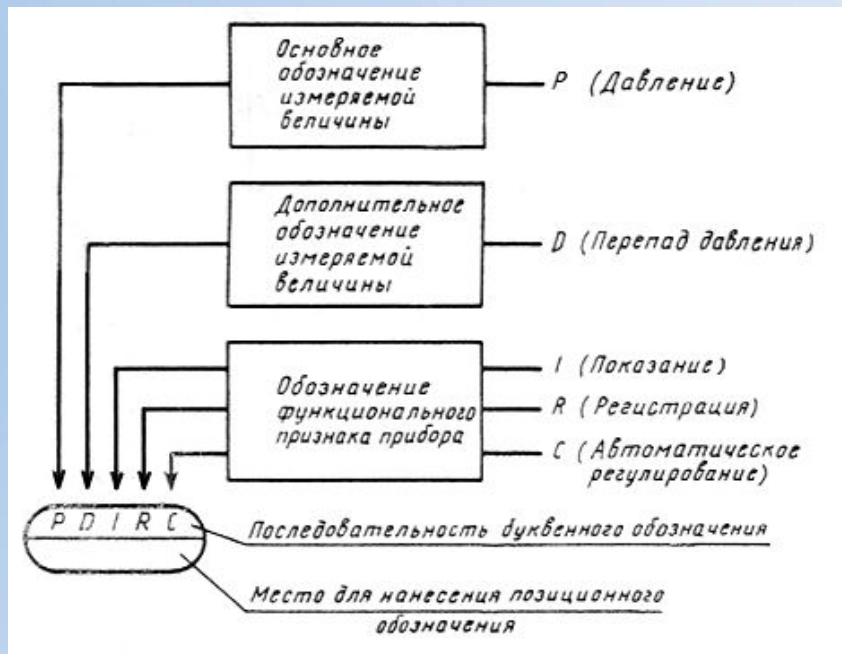 Основное
обозначение
измеряемой
величины
P (Давление)
Дополнительное
обозначение
измеряемой
величины
D (Перепад давления)
Обозначение
функционального
признака прибора
I (Показание)
R (Регистрация)
C (Автоматическое
регулирование)
P D I R C
Последовательность буквенного обозначения
Место для нанесения позиционного
обозначения